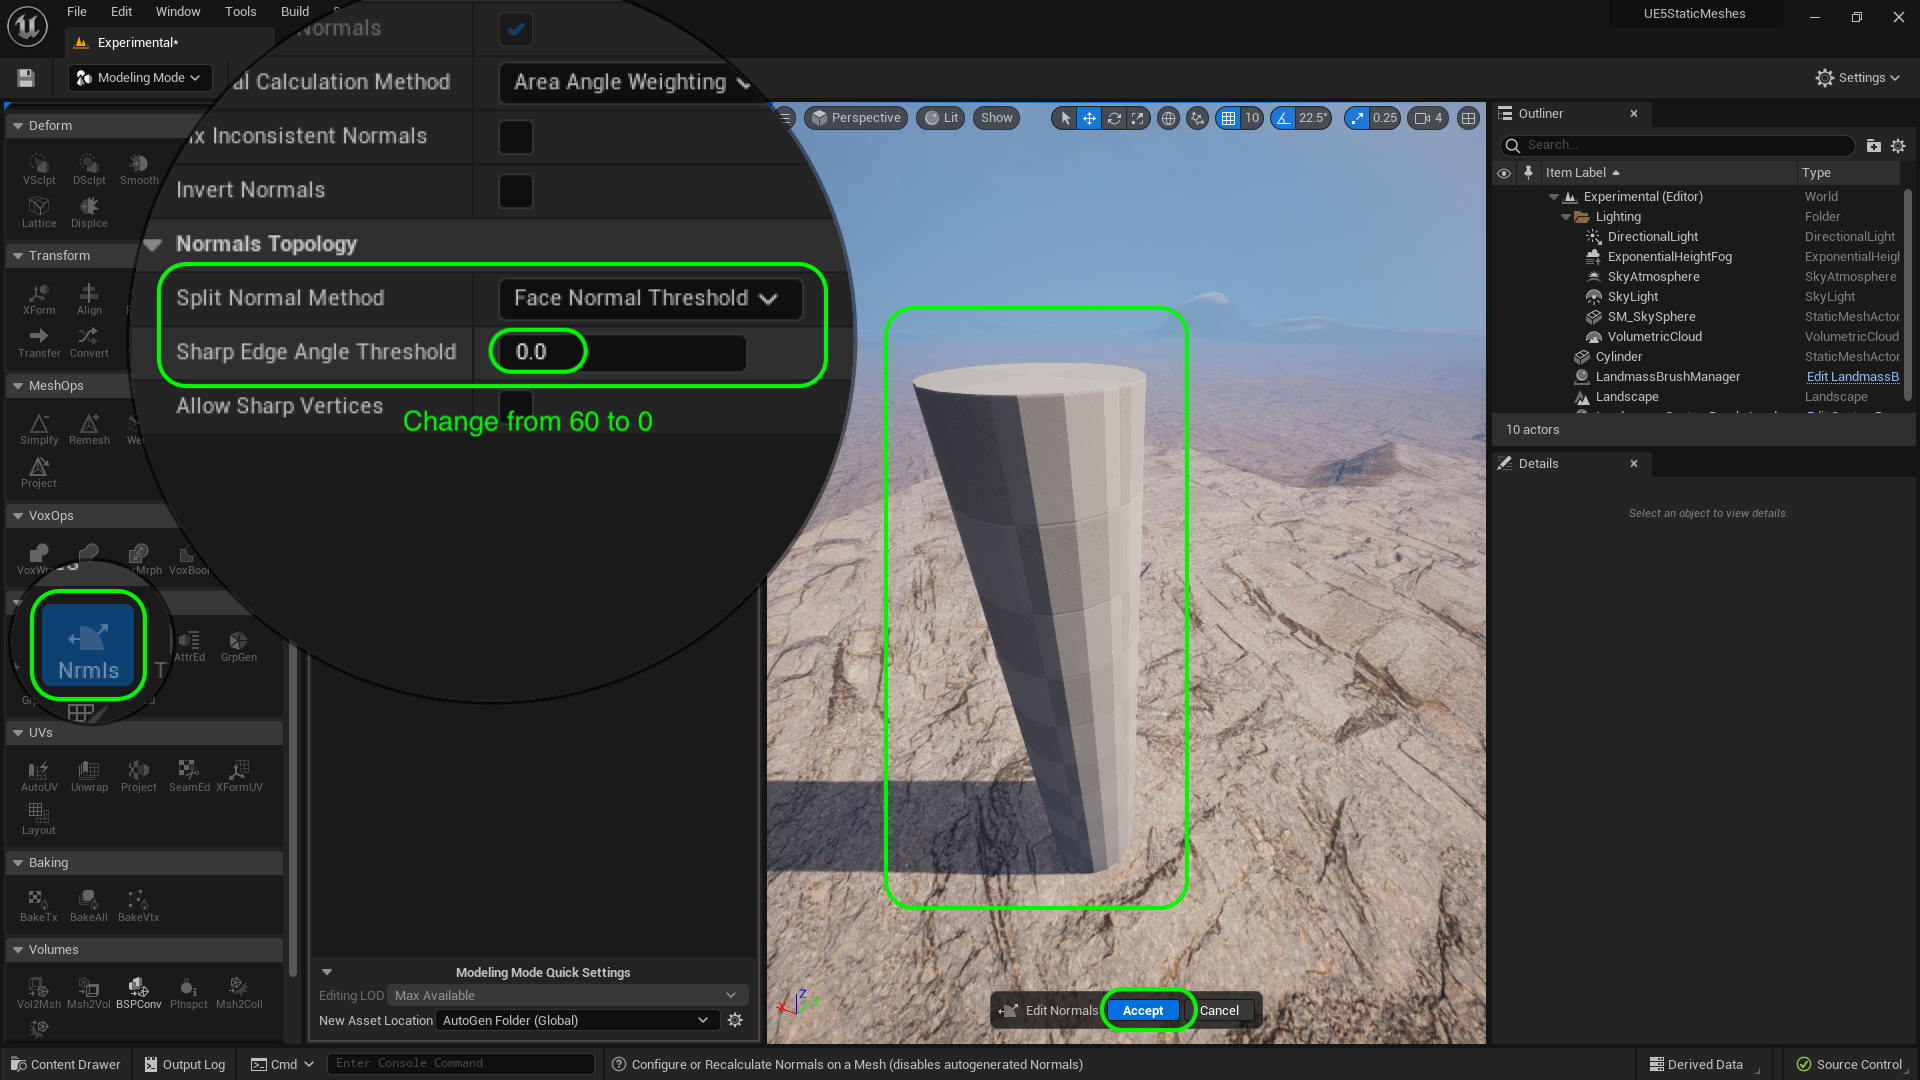 File Edit Window Tools Build
UE5StaticMeshes
Experimental*
Modeling Mode
Settings
Normals
al Calculation Method Area Angle Weighting
ix Inconsistent Normals
Invert Normals
Normals Topology
Split Normal Method Face Normal Threshold
Sharp Edge Angle Threshold 0.0
Allow Sharp Vertices
Change from 60 to 0
Deform
VSclpt DSclpt Smooth
Lattice Displce
Transform
XForm Align
Transfer Convert
MeshOps
Simplfy Remesh
Project
VoxOps
VoxWr xMrph VoxBool
Nrmls T
AttrEd GrpGen
UVs
AutoUV Unwrap Project SeamEd XFormUV
Layout
Baking
BakeTx BakeAll BakeVtx
Volumes
Vol2Msh Msh2Vol BSPConv PInspct Msh2Coll
Modeling Mode Quick Settings
Editing LOD Max Available
New Asset Location AutoGen Folder (Global)
Perspective Lit Show 10 22.5° 0.25 4
Z
X Y
Edit Normals Accept Cancel
Outliner
Search...
Item Label Type
Experimental (Editor) World
Lighting Folder
DirectionalLight DirectionalLight
ExponentialHeightFog ExponentialHeigh
SkyAtmosphere SkyAtmosphere
SkyLight SkyLight
SM_SkySphere StaticMeshActor
VolumetricCloud VolumetricCloud
Cylinder StaticMeshActor
LandmassBrushManager Edit LandmassB
Landscape Landscape
10 actors
Details
Select an object to view details.
Content Drawer Output Log Cmd Enter Console Command Configure or Recalculate Normals on a Mesh (disables autogenerated Normals) Derived Data Source Control